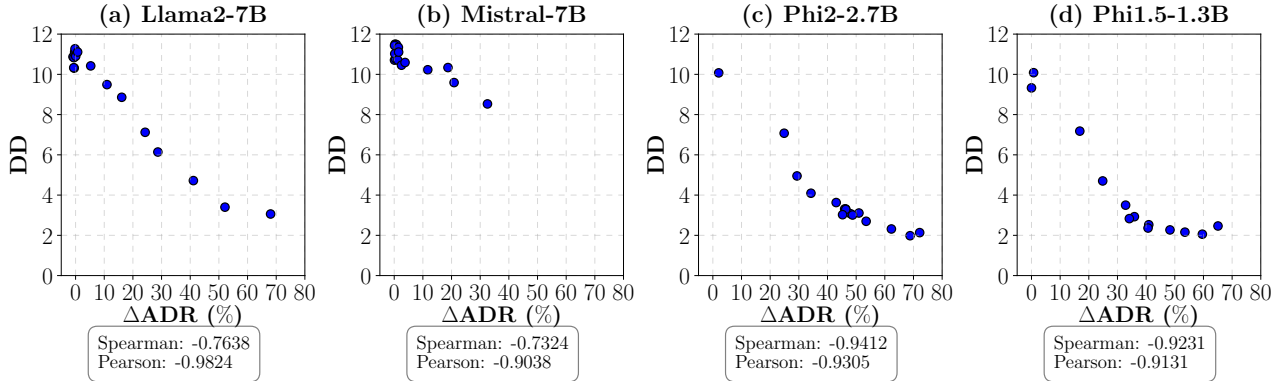 (a) Llama2-7B
12
10
8
6
4
2
0
DD
0 10 20 30 40 50 60 70 80
ΔADR (%)
Spearman: -0.7638
Pearson: -0.9824
(b) Mistral-7B
12
10
8
6
4
2
0
DD
0 10 20 30 40 50 60 70 80
ΔADR (%)
Spearman: -0.7324
Pearson: -0.9038
(c) Phi2-2.7B
12
10
8
6
4
2
0
DD
0 10 20 30 40 50 60 70 80
ΔADR (%)
Spearman: -0.9412
Pearson: -0.9305
(d) Phi1.5-1.3B
12
10
8
6
4
2
0
DD
0 10 20 30 40 50 60 70 80
ΔADR (%)
Spearman: -0.9231
Pearson: -0.9131